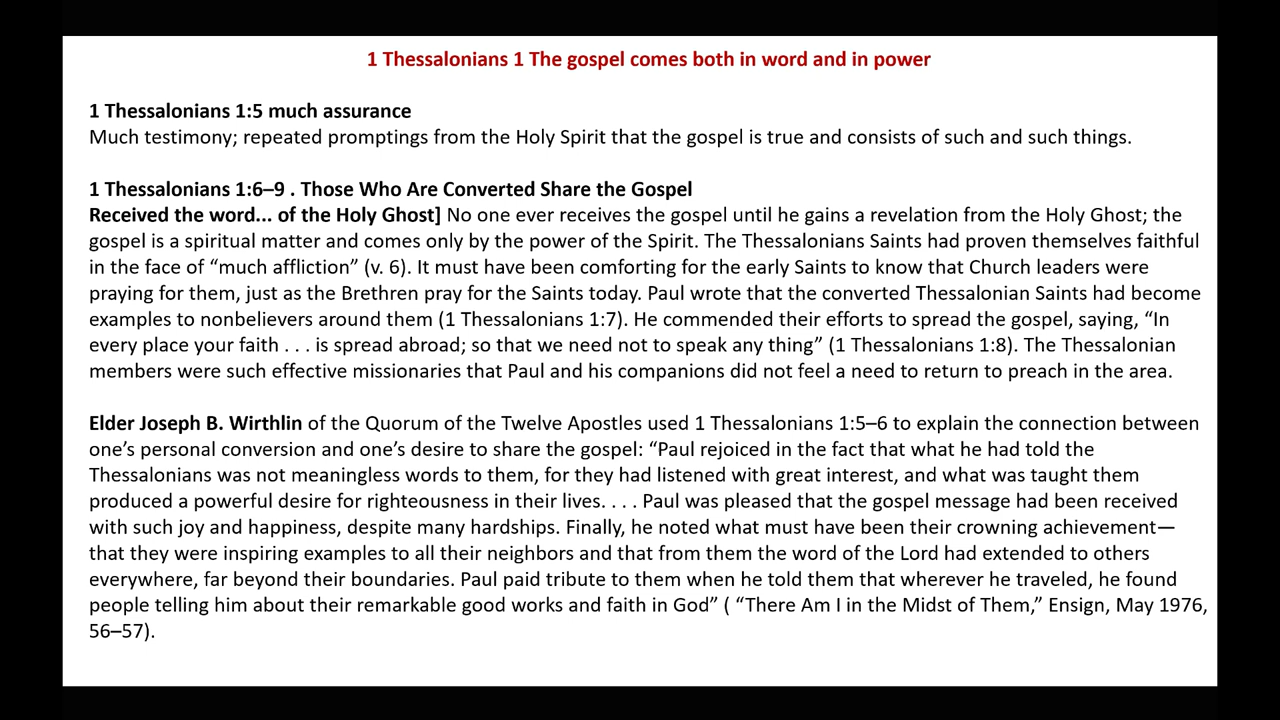 1 Thessalonians 1 The gospel comes both in word and in power
1 Thessalonians 1:5 much assurance
Much testimony; repeated promptings from the Holy Spirit that the gospel is true and consists of such and such things.
1 Thessalonians 1:6–9 . Those Who Are Converted Share the Gospel
Received the word... of the Holy Ghost] No one ever receives the gospel until he gains a revelation from the Holy Ghost; the
gospel is a spiritual matter and comes only by the power of the Spirit. The Thessalonians Saints had proven themselves faithful
in the face of “much affliction” (v. 6). It must have been comforting for the early Saints to know that Church leaders were
praying for them, just as the Brethren pray for the Saints today. Paul wrote that the converted Thessalonian Saints had become
examples to nonbelievers around them (1 Thessalonians 1:7). He commended their efforts to spread the gospel, saying, “In
every place your faith . . . is spread abroad; so that we need not to speak any thing” (1 Thessalonians 1:8). The Thessalonian
members were such effective missionaries that Paul and his companions did not feel a need to return to preach in the area.
Elder Joseph B. Wirthlin of the Quorum of the Twelve Apostles used 1 Thessalonians 1:5–6 to explain the connection between
one’s personal conversion and one’s desire to share the gospel: “Paul rejoiced in the fact that what he had told the
Thessalonians was not meaningless words to them, for they had listened with great interest, and what was taught them
produced a powerful desire for righteousness in their lives. . . . Paul was pleased that the gospel message had been received
with such joy and happiness, despite many hardships. Finally, he noted what must have been their crowning achievement—
that they were inspiring examples to all their neighbors and that from them the word of the Lord had extended to others
everywhere, far beyond their boundaries. Paul paid tribute to them when he told them that wherever he traveled, he found
people telling him about their remarkable good works and faith in God” ( “There Am I in the Midst of Them,” Ensign, May 1976,
56–57).